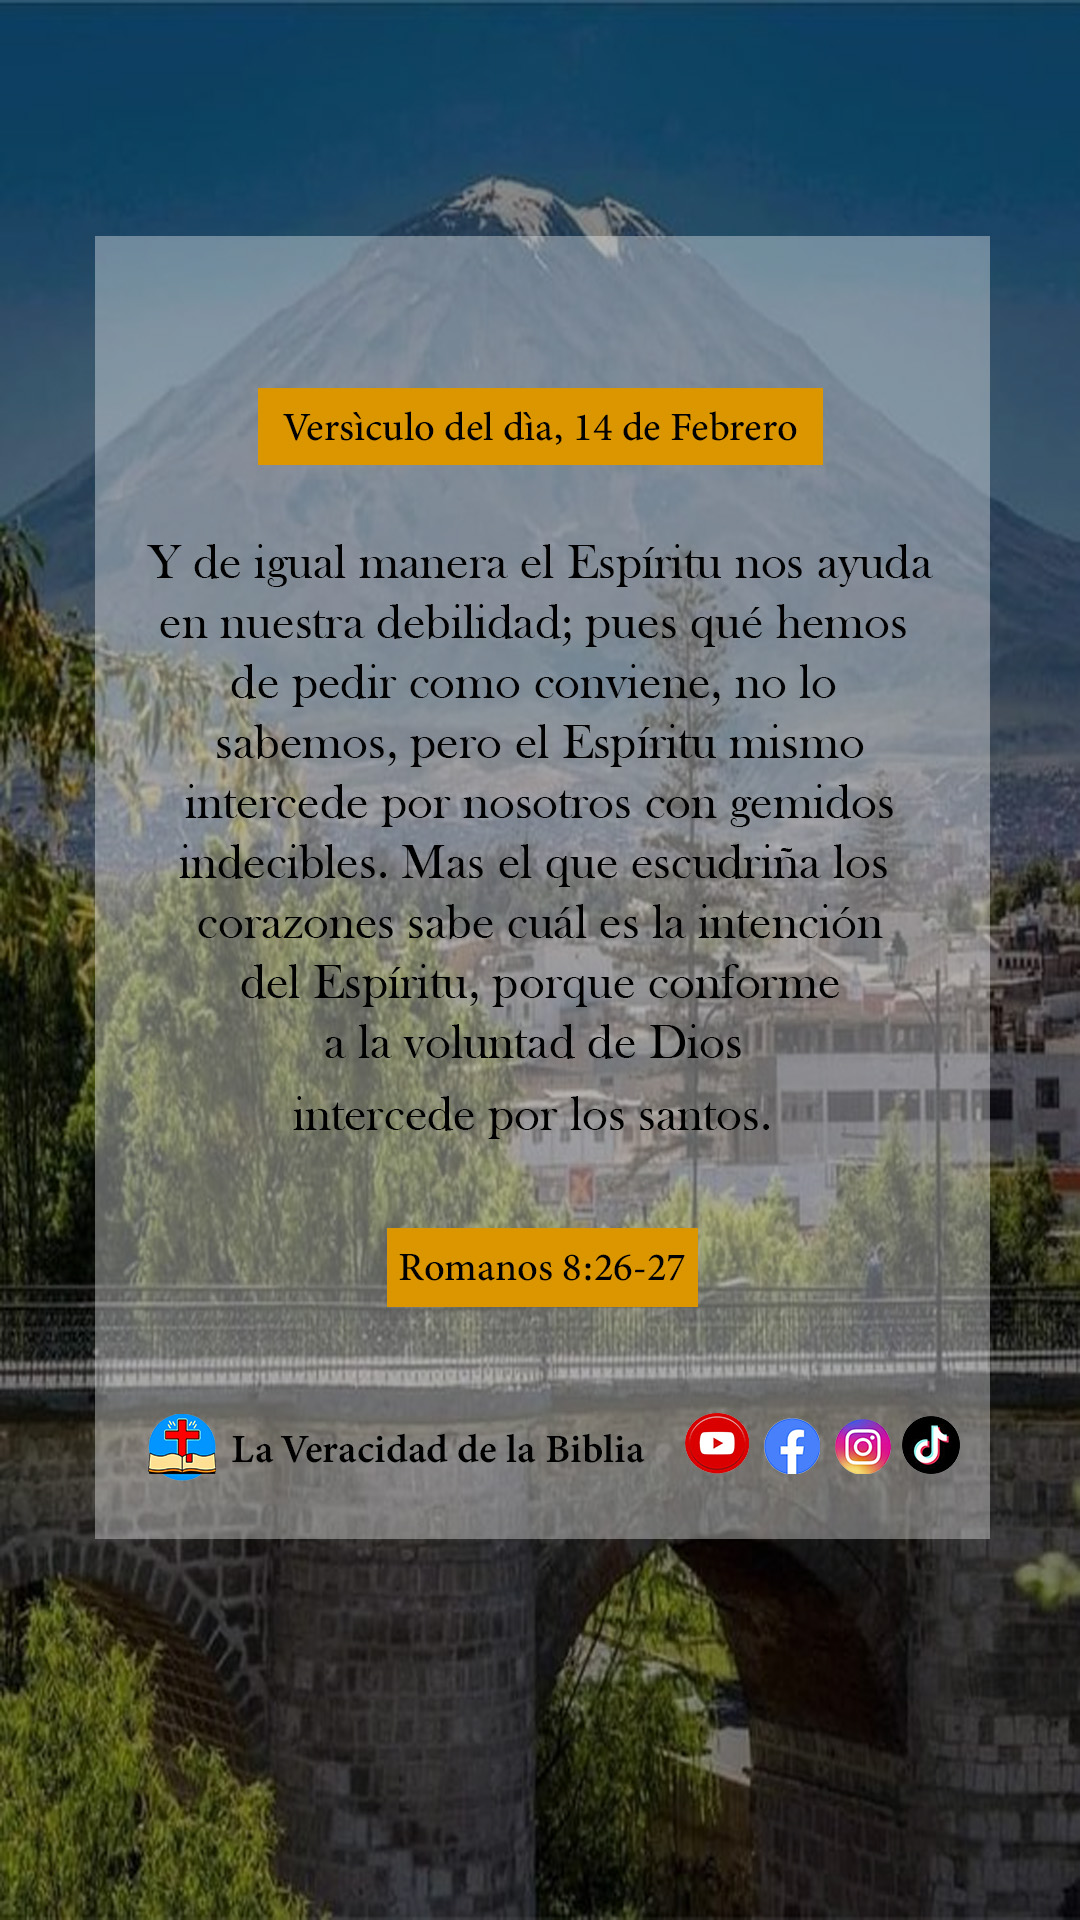 Versìculo del dìa, 14 de Febrero
Y de igual manera el Espíritu nos ayuda
en nuestra debilidad; pues qué hemos
de pedir como conviene, no lo
sabemos, pero el Espíritu mismo
intercede por nosotros con gemidos
indecibles. Mas el que escudriña los
corazones sabe cuál es la intención
del Espíritu, porque conforme
a la voluntad de Dios
intercede por los santos.
Romanos 8:26-27
La Veracidad de la Biblia